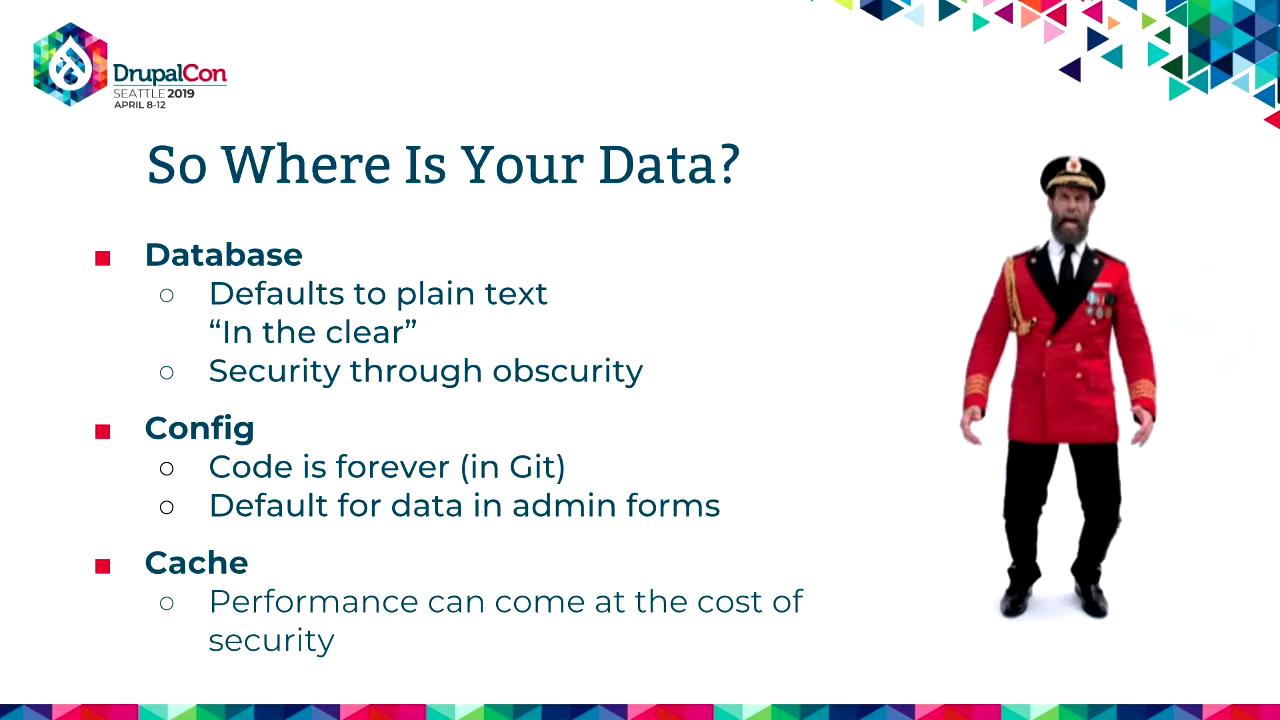 DrupalCon
SEATTLE 2019
APRIL 8-12
So Where Is Your Data?
■ Database
○ Defaults to plain text
“In the clear”
○ Security through obscurity
■ Config
○ Code is forever (in Git)
○ Default for data in admin forms
■ Cache
○ Performance can come at the cost of
security